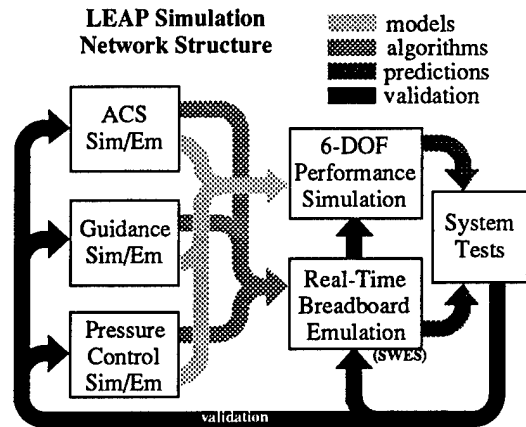 LEAP Simulation
Network Structure
models
algorithms
predictions
validation
ACS
Sim/Em
6-DOF
Performance
Simulation
System
Tests
Guidance
Sim/Em
Real-Time
Breadboard
Emulation
(SWES)
Pressure
Control
Sim/Em
validation